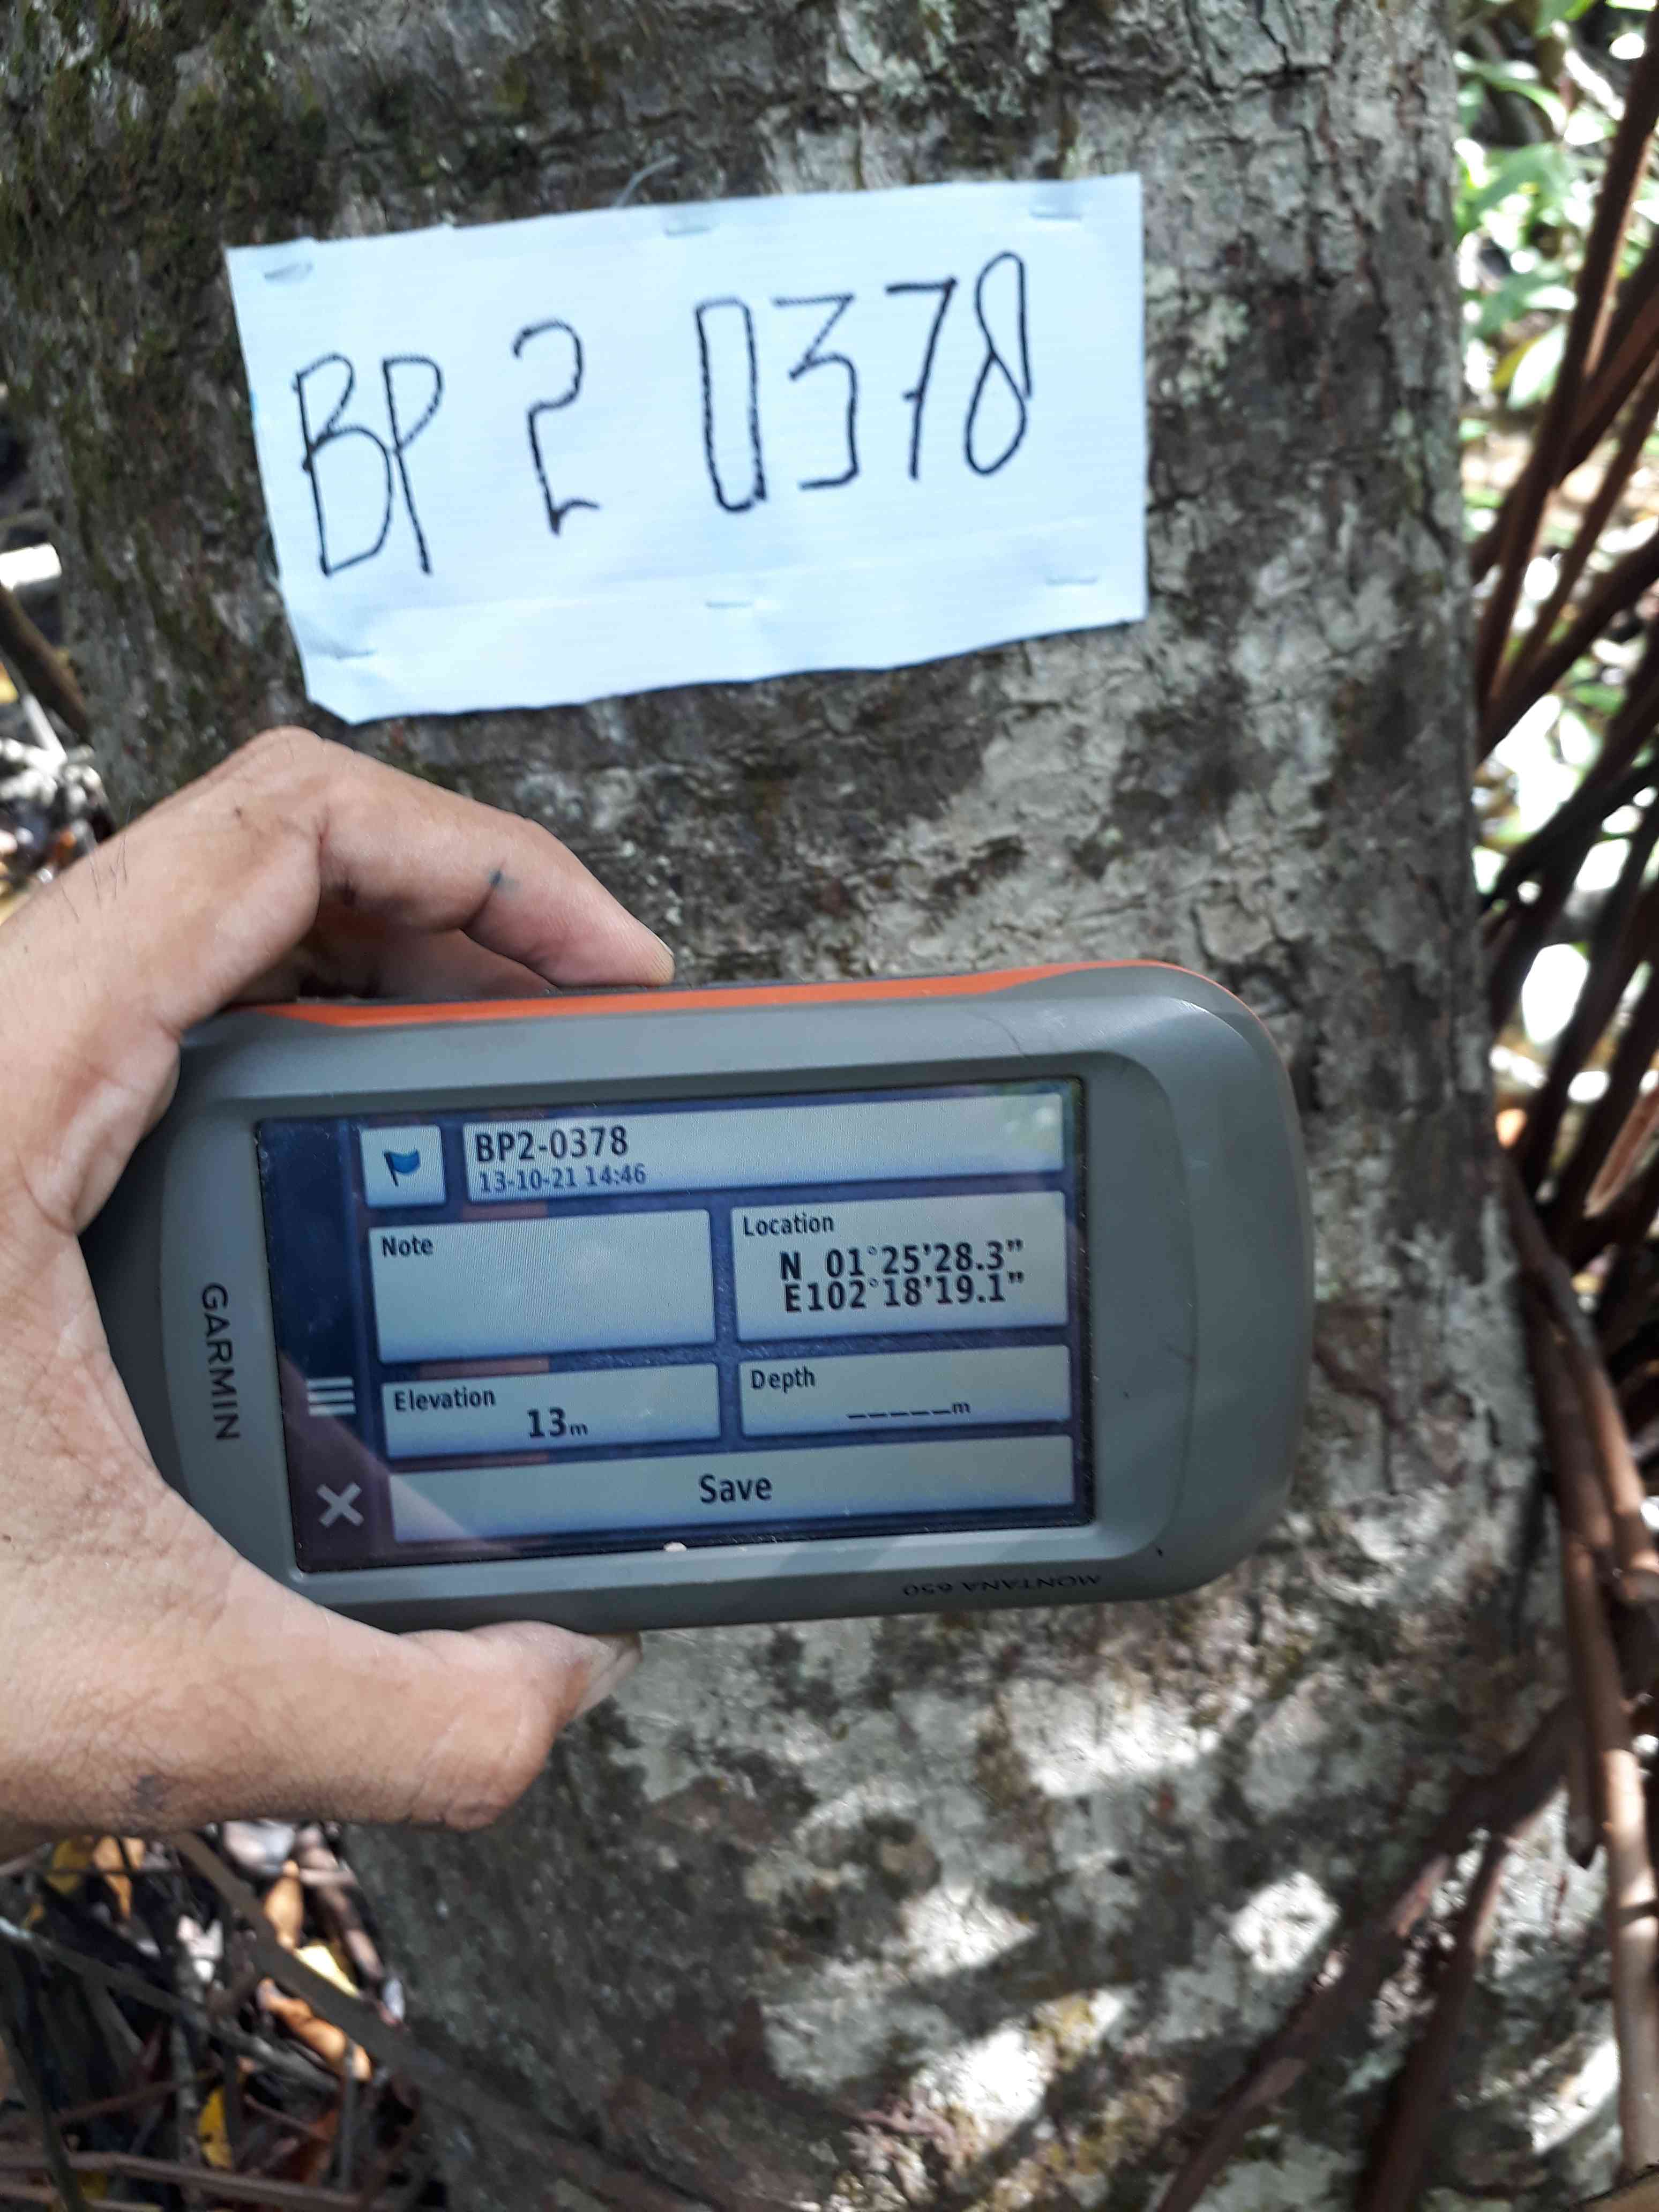 BP 2 0378
BP2-0378
13-10-21 14:46
Note
Location
N 01°25'28.3"
E102°18'19.1"
Elevation
13m
Depth
_____m
Save
GARMIN
MONTANA 650